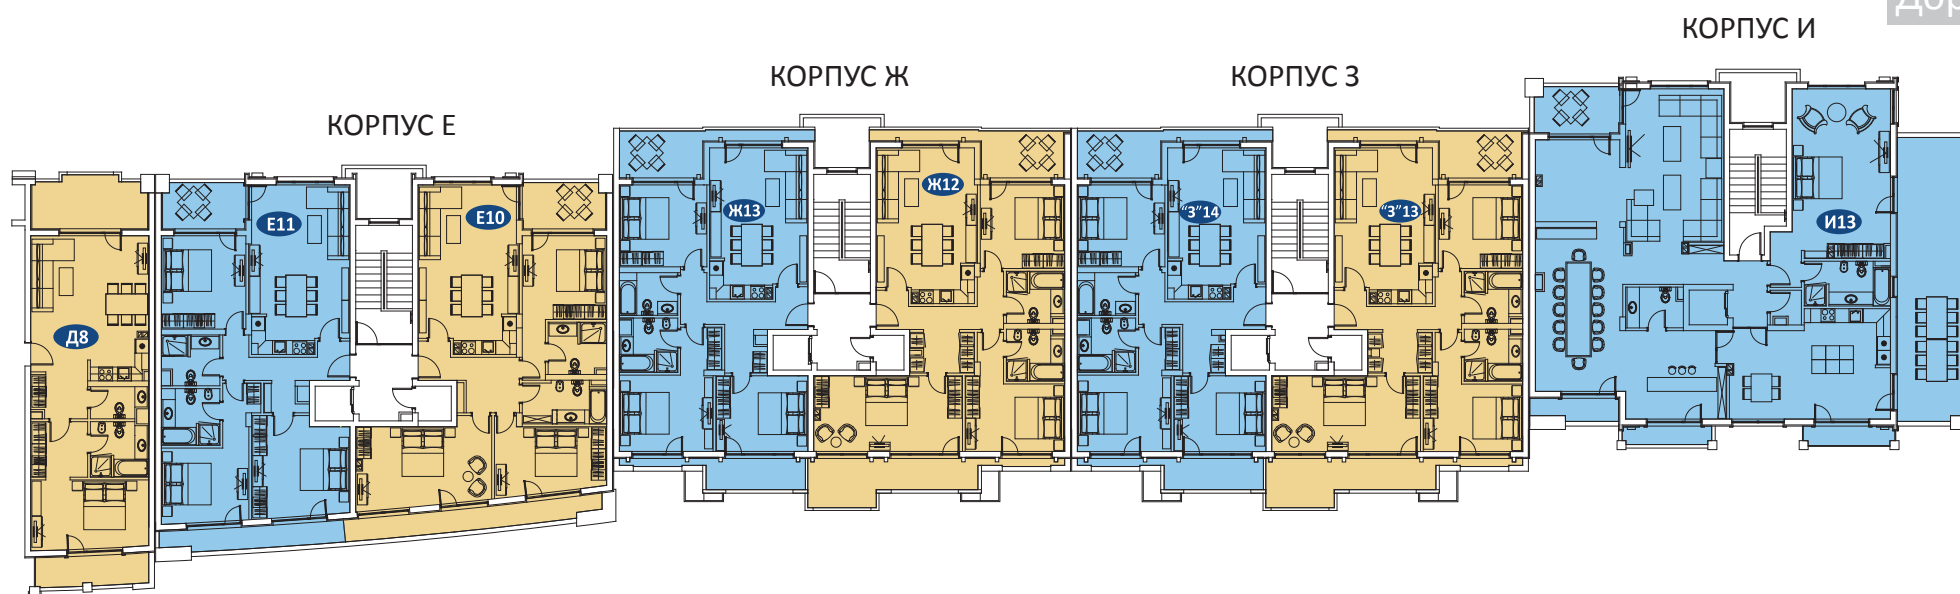 КОРПУС И
КОРПУС Ж
КОРПУС З
КОРПУС Е
Ж12
Ж13
"З"14
"З"13
Е11
Е10
И13
Д8